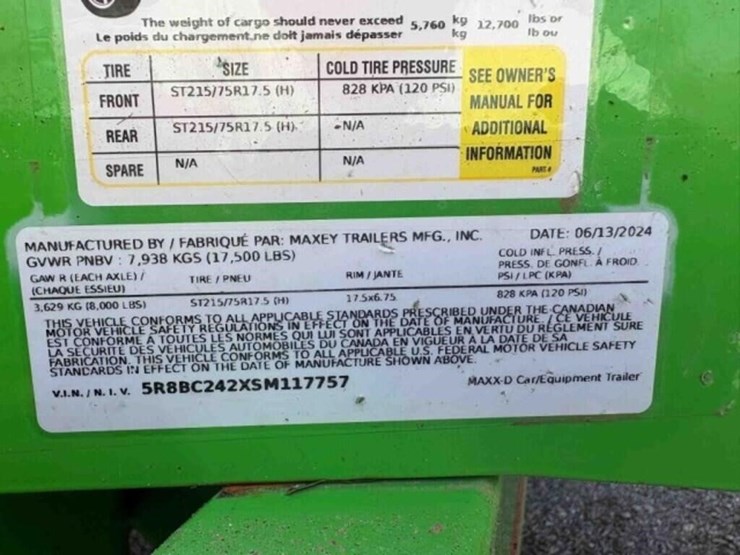 The weight of cargo should never exceed 5,760 kg 12,700 lbs or
Le poids du chargement ne doit jamais dépasser kg lb ou
TIRE SIZE COLD TIRE PRESSURE
FRONT ST215/75R17.5 (H) 828 KPA (120 PSI)
REAR ST215/75R17.5 (H) N/A
SPARE N/A N/A
SEE OWNER'S
MANUAL FOR
ADDITIONAL
INFORMATION
PART #
MANUFACTURED BY / FABRIQUÉ PAR: MAXEY TRAILERS MFG., INC. DATE: 06/13/2024
GVWR PNBV : 7,938 KGS (17,500 LBS)
GAW R (EACH AXLE) / TIRE / PNEU RIM / JANTE COLD INFL. PRESS. /
(CHAQUE ESSIEU) PRESS. DE GONFL. À FROID
PSI / LPC (KPA)
3,629 KG (8,000 LBS) ST215/75R17.5 (H) 17.5x6.75 828 KPA (120 PSI)
THIS VEHICLE CONFORMS TO ALL APPLICABLE STANDARDS PRESCRIBED UNDER THE CANADIAN
MOTOR VEHICLE SAFETY REGULATIONS IN EFFECT ON THE DATE OF MANUFACTURE. / CE VÉHICULE
EST CONFORME À TOUTES LES NORMES QUI LUI SONT APPLICABLES EN VERTU DU RÈGLEMENT SUR
LA SÉCURITÉ DES VÉHICULES AUTOMOBILES DU CANADA EN VIGUEUR À LA DATE DE SA
FABRICATION. THIS VEHICLE CONFORMS TO ALL APPLICABLE U.S. FEDERAL MOTOR VEHICLE SAFETY
STANDARDS IN EFFECT ON THE DATE OF MANUFACTURE SHOWN ABOVE.
V.I.N. / N. I. V. 5R8BC242XSM117757 MAXX-D Car/Equipment Trailer